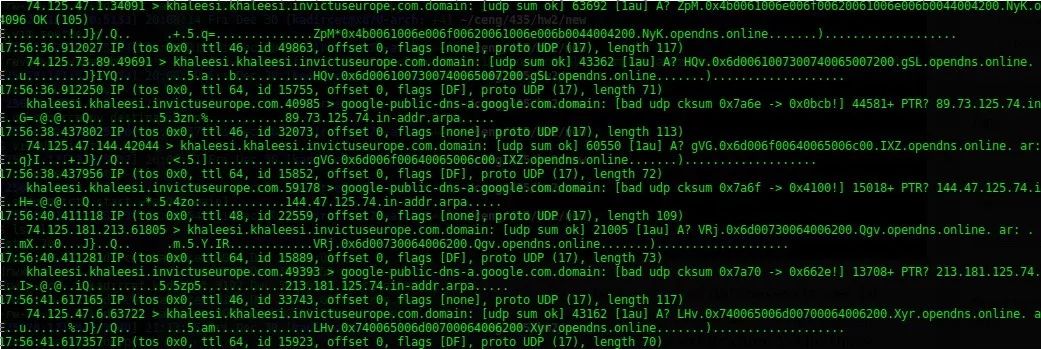 74.125.47.1.34091 > khaleesi.khaleesi.invictuseurope.com.domain: [udp sum ok] 63692 [1au] A? ZpM.0x4b0061006e006f00620061006e006b0044004200.NyK.o
4096 OK (105)
17:56:36.912027 IP (tos 0x0, ttl 46, id 49863, offset 0, flags [none], proto UDP (17), length 117)
    74.125.73.89.49691 > khaleesi.khaleesi.invictuseurope.com.domain: [udp sum ok] 43362 [1au] A? HQv.0x6d0061007300740065007200.gSL.opendns.online.
E..u.......}IYQ..      ...5.a...b..........HQv.0x6d0061007300740065007200.gSL.opendns.online.......).....................
36.912250 IP (tos 0x0, ttl 64, id 15755, offset 0, flags [DF], proto UDP (17), length 71)
    khaleesi.khaleesi.invictuseurope.com.40985 > google-public-dns-a.google.com.domain: [bad udp cksum 0x7a6e -> 0x0bcb!] 44581+ PTR? 89.73.125.74.in
E..G=.@.@...Q..      ...5.3zn.%...........89.73.125.74.in-addr.arpa.....
17:56:38.437802 IP (tos 0x0, ttl 46, id 32073, offset 0, flags [none], proto UDP (17), length 113)
    74.125.47.144.42044 > khaleesi.khaleesi.invictuseurope.com.domain: [udp sum ok] 60550 [1au] A? gVG.0x6d006f00640065006c00.IXZ.opendns.online. ar:
E..q}I....+.J}/.Q..      .<.5.]..............gVG.0x6d006f00640065006c00.IXZ.opendns.online.......)...................
17:56:38.437956 IP (tos 0x0, ttl 64, id 15852, offset 0, flags [DF], proto UDP (17), length 72)
    khaleesi.khaleesi.invictuseurope.com.59178 > google-public-dns-a.google.com.domain: [bad udp cksum 0x7a6f -> 0x4100!] 15018+ PTR? 144.47.125.74.i
E..H=.@.@...Q..      ...*.5.4zo:.............144.47.125.74.in-addr.arpa.....
17:56:40.411118 IP (tos 0x0, ttl 48, id 22559, offset 0, flags [none], proto UDP (17), length 109)
    74.125.181.213.61805 > khaleesi.khaleesi.invictuseurope.com.domain: [udp sum ok] 21005 [1au] A? VRj.0x6d00730064006200.Qgv.opendns.online. ar: .
E..mX...0...J}..Q..      .m.5.Y.IR...........VRj.0x6d00730064006200.Qgv.opendns.online.......)...................
17:56:40.411281 IP (tos 0x0, ttl 64, id 15889, offset 0, flags [DF], proto UDP (17), length 73)
    khaleesi.khaleesi.invictuseurope.com.49393 > google-public-dns-a.google.com.domain: [bad udp cksum 0x7a70 -> 0x662e!] 13708+ PTR? 213.181.125.74.
E..I>.@.@..iQ..      ...5.5zp5.............213.181.125.74.in-addr.arpa.....
17:56:41.617165 IP (tos 0x0, ttl 46, id 33743, offset 0, flags [none], proto UDP (17), length 117)
    74.125.47.6.63722 > khaleesi.khaleesi.invictuseurope.com.domain: [udp sum ok] 43162 [1au] A? LHv.0x740065006d00700064006200.Xyr.opendns.online. a
E..u......%.J}/.Q..      ...5.am............LHv.0x740065006d00700064006200.Xyr.opendns.online.......)...................
17:56:41.617357 IP (tos 0x0, ttl 64, id 15923, offset 0, flags [DF], proto UDP (17), length 70)